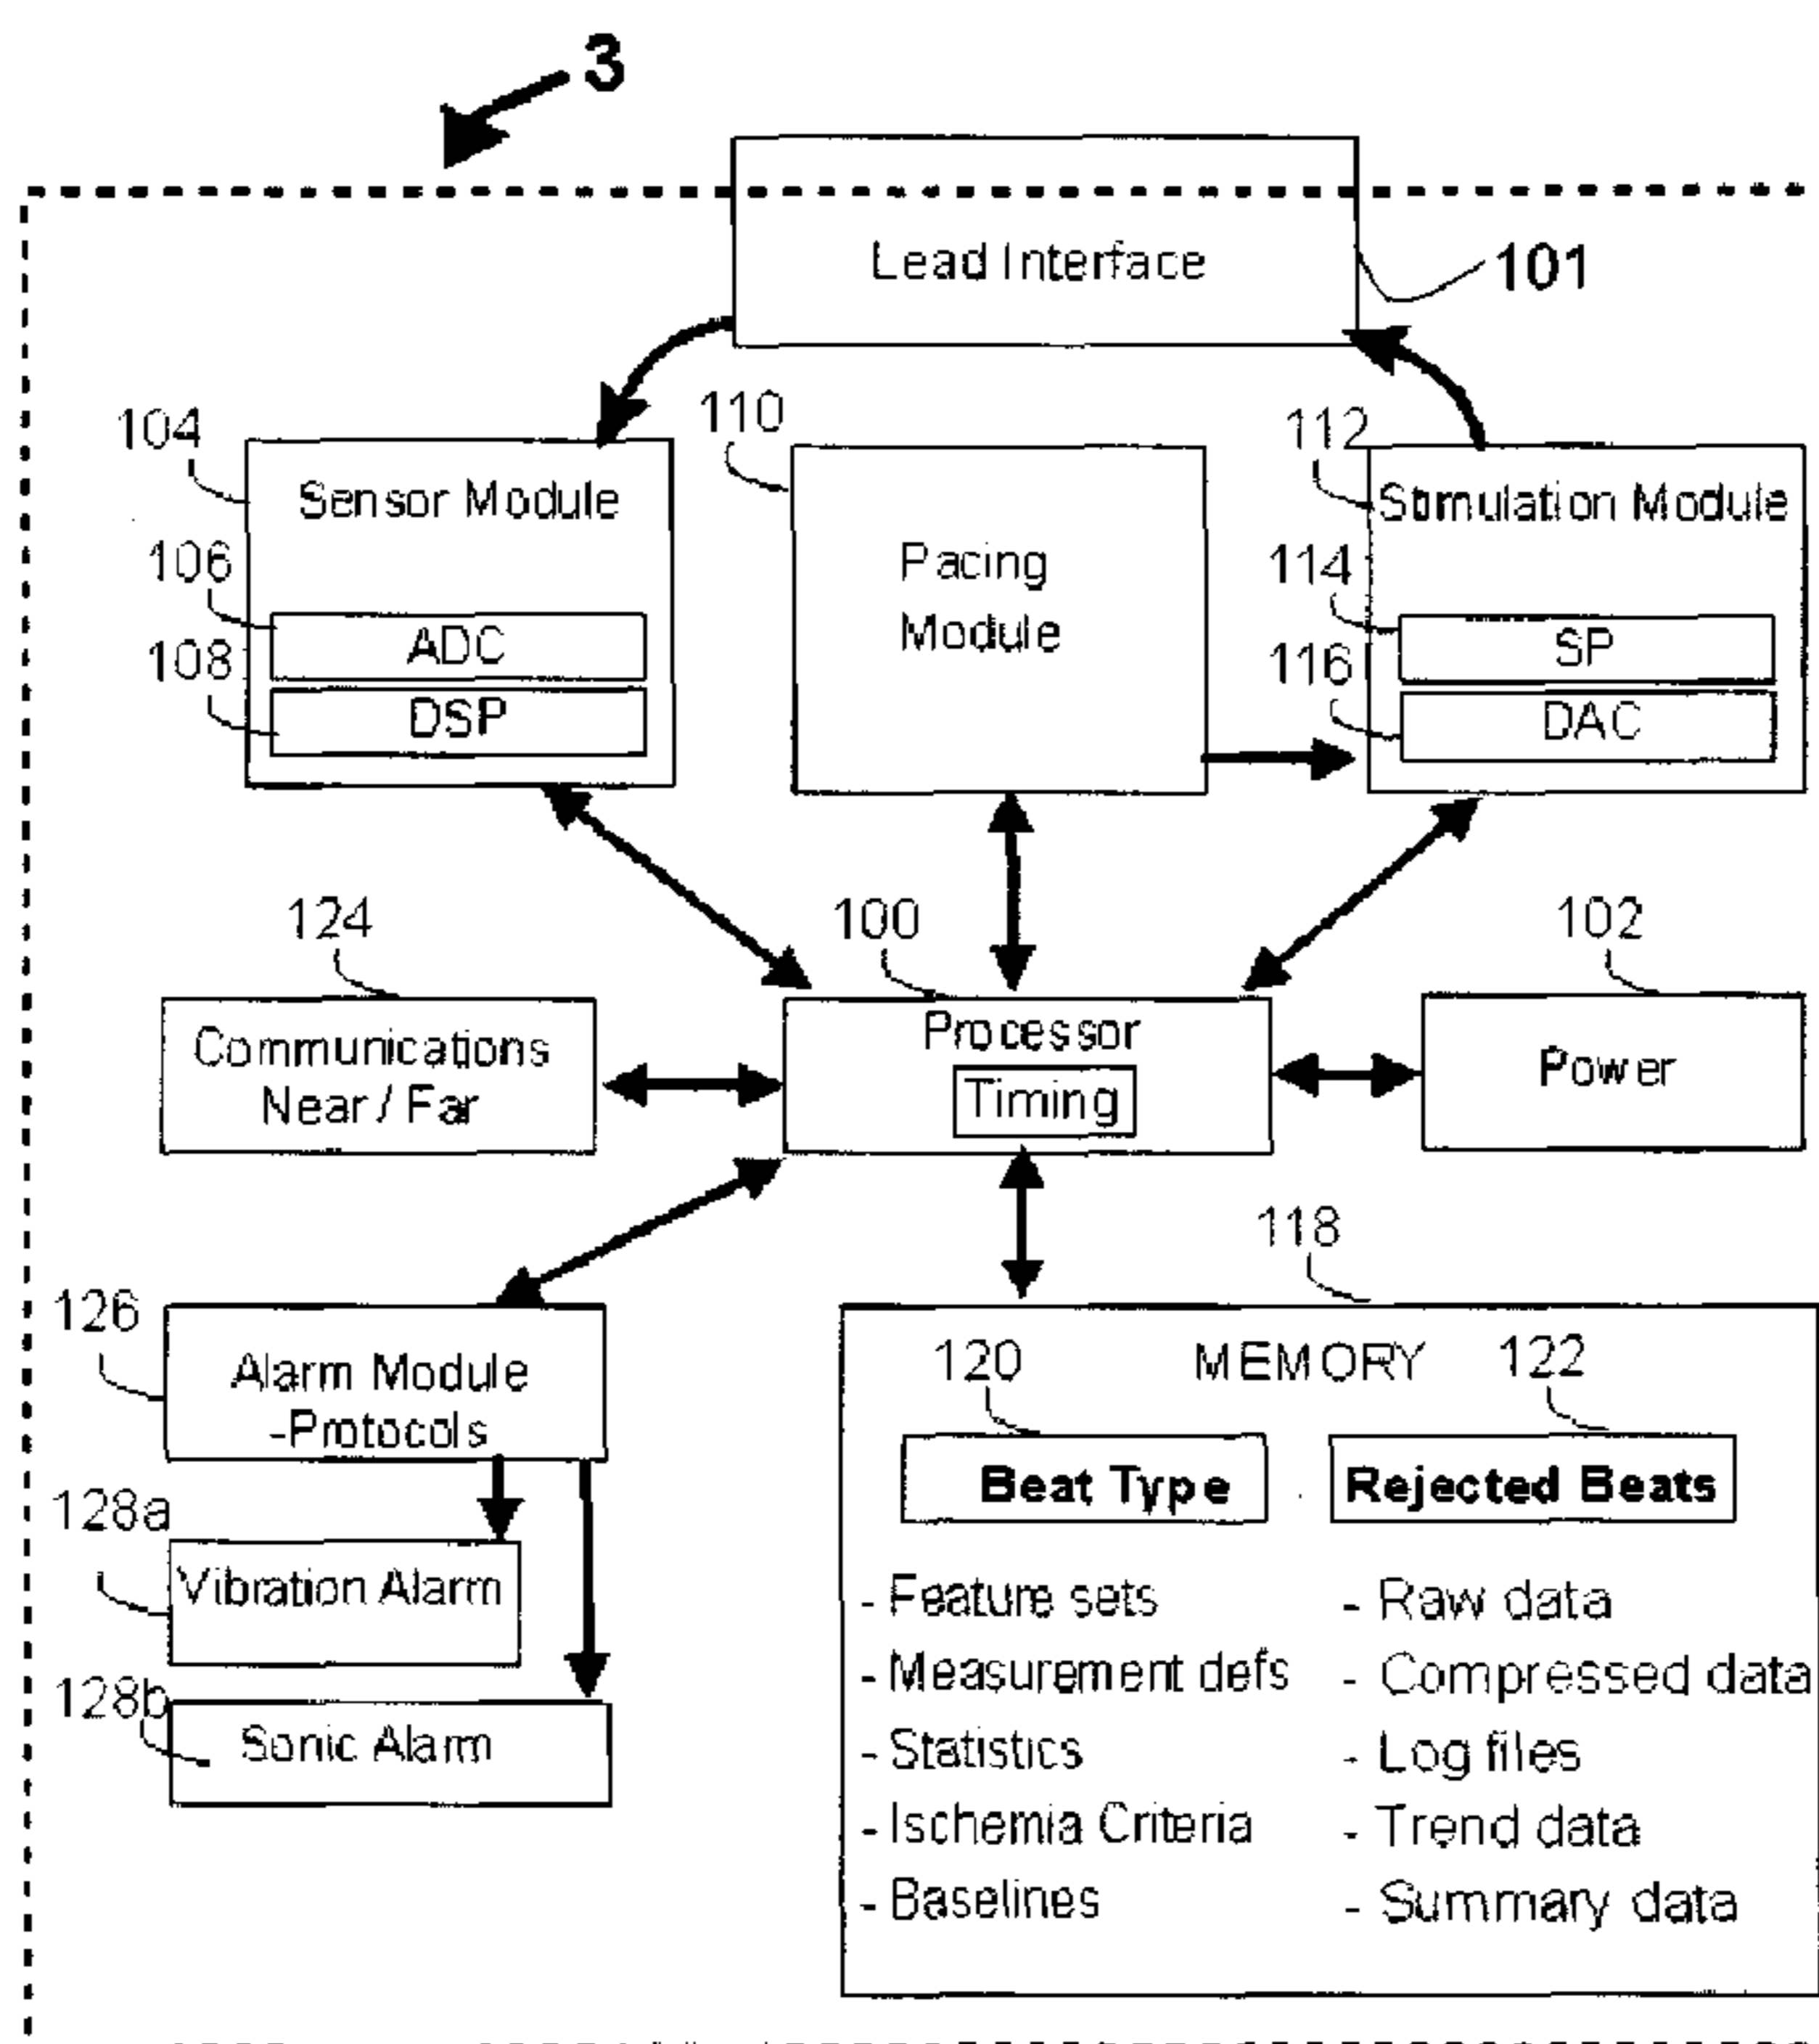 3
Lead Interface
101
104
110
112
Sensor Module
Stimulation Module
106
Pacing
Module
114
ADC
SP
108
116
DSP
DAC
124
100
102
Communications
Near / Far
Processor
Timing
Power
118
126
Alarm Module
-Protocols
120
MEMORY
122
Beat Type
Rejected Beats
128a
Vibration Alarm
- Feature sets
- Raw data
- Measurement defs
- Compressed data
128b
Sonic Alarm
- Statistics
- Log files
- Ischemia Criteria
- Trend data
- Baselines
- Summary data